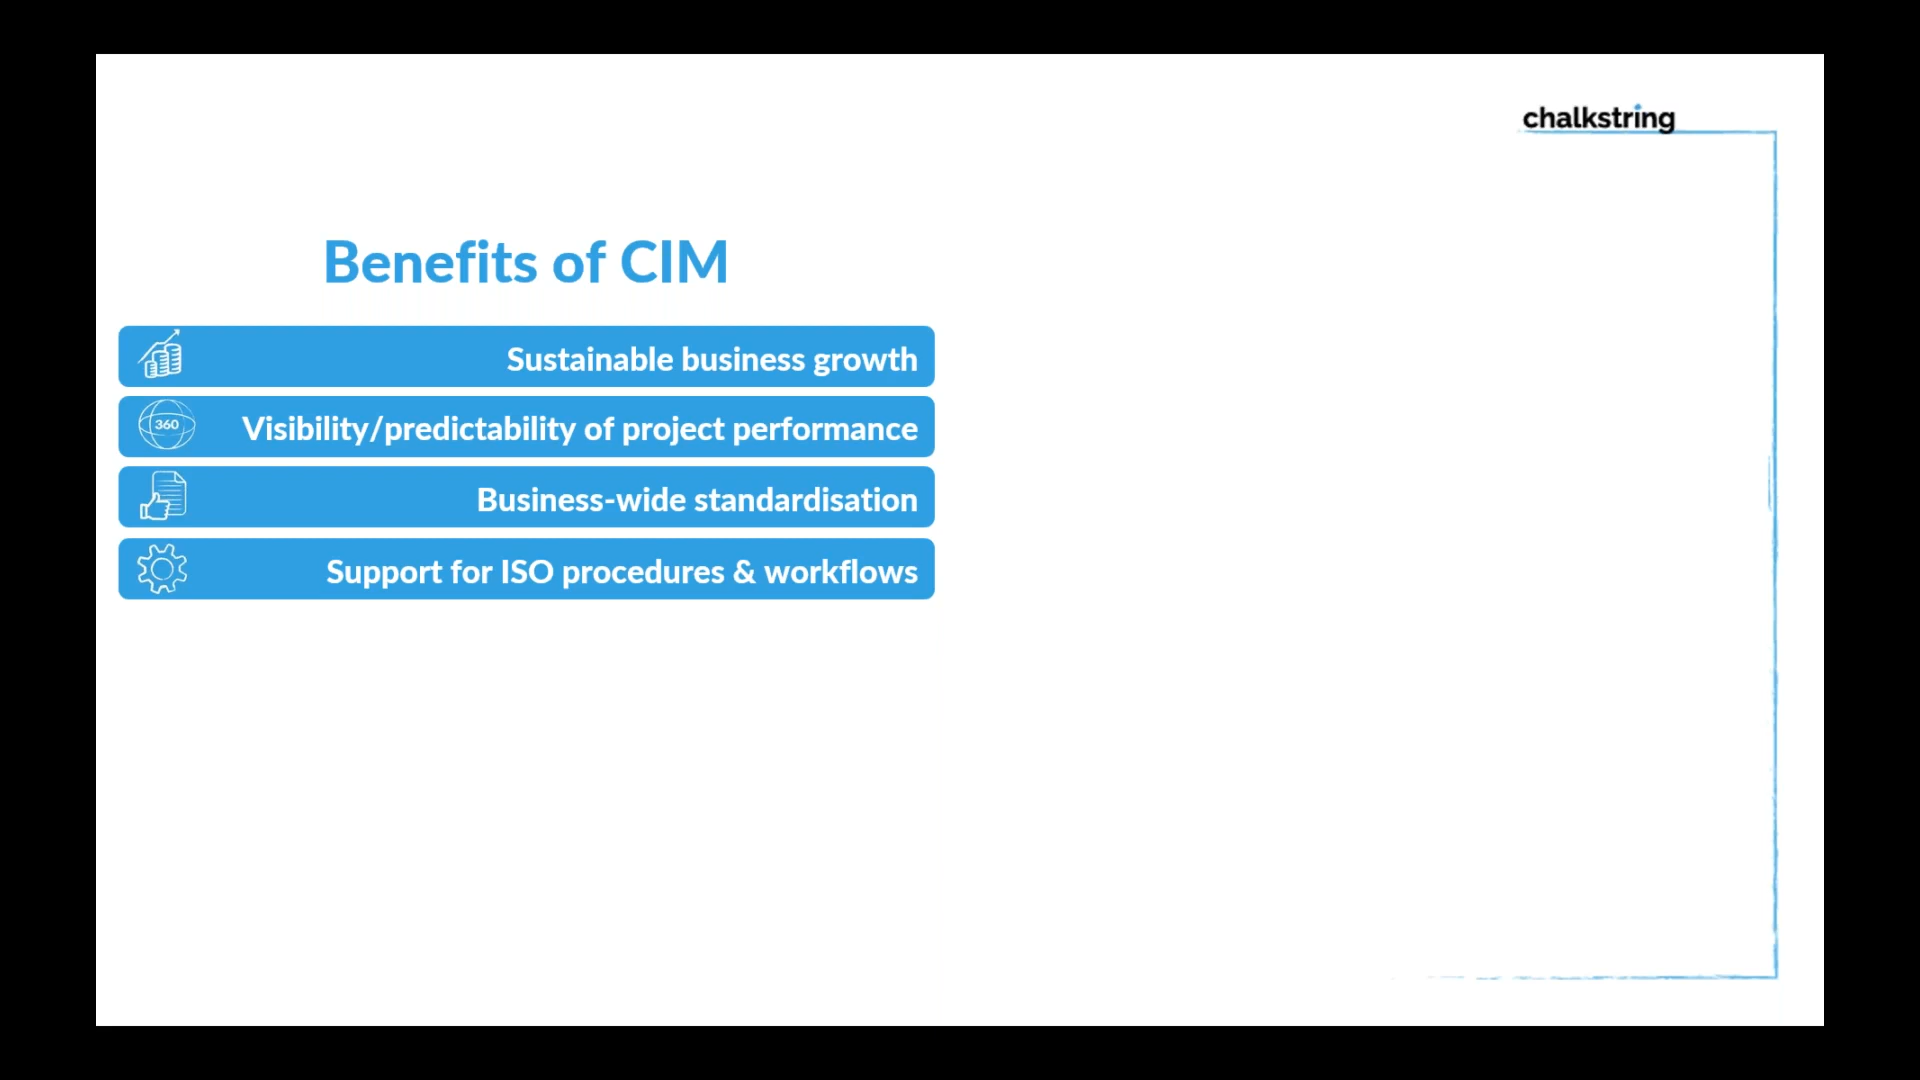 chalkstring
Benefits of CIM
Sustainable business growth
360
Visibility/predictability of project performance
Business-wide standardisation
Support for ISO procedures & workflows